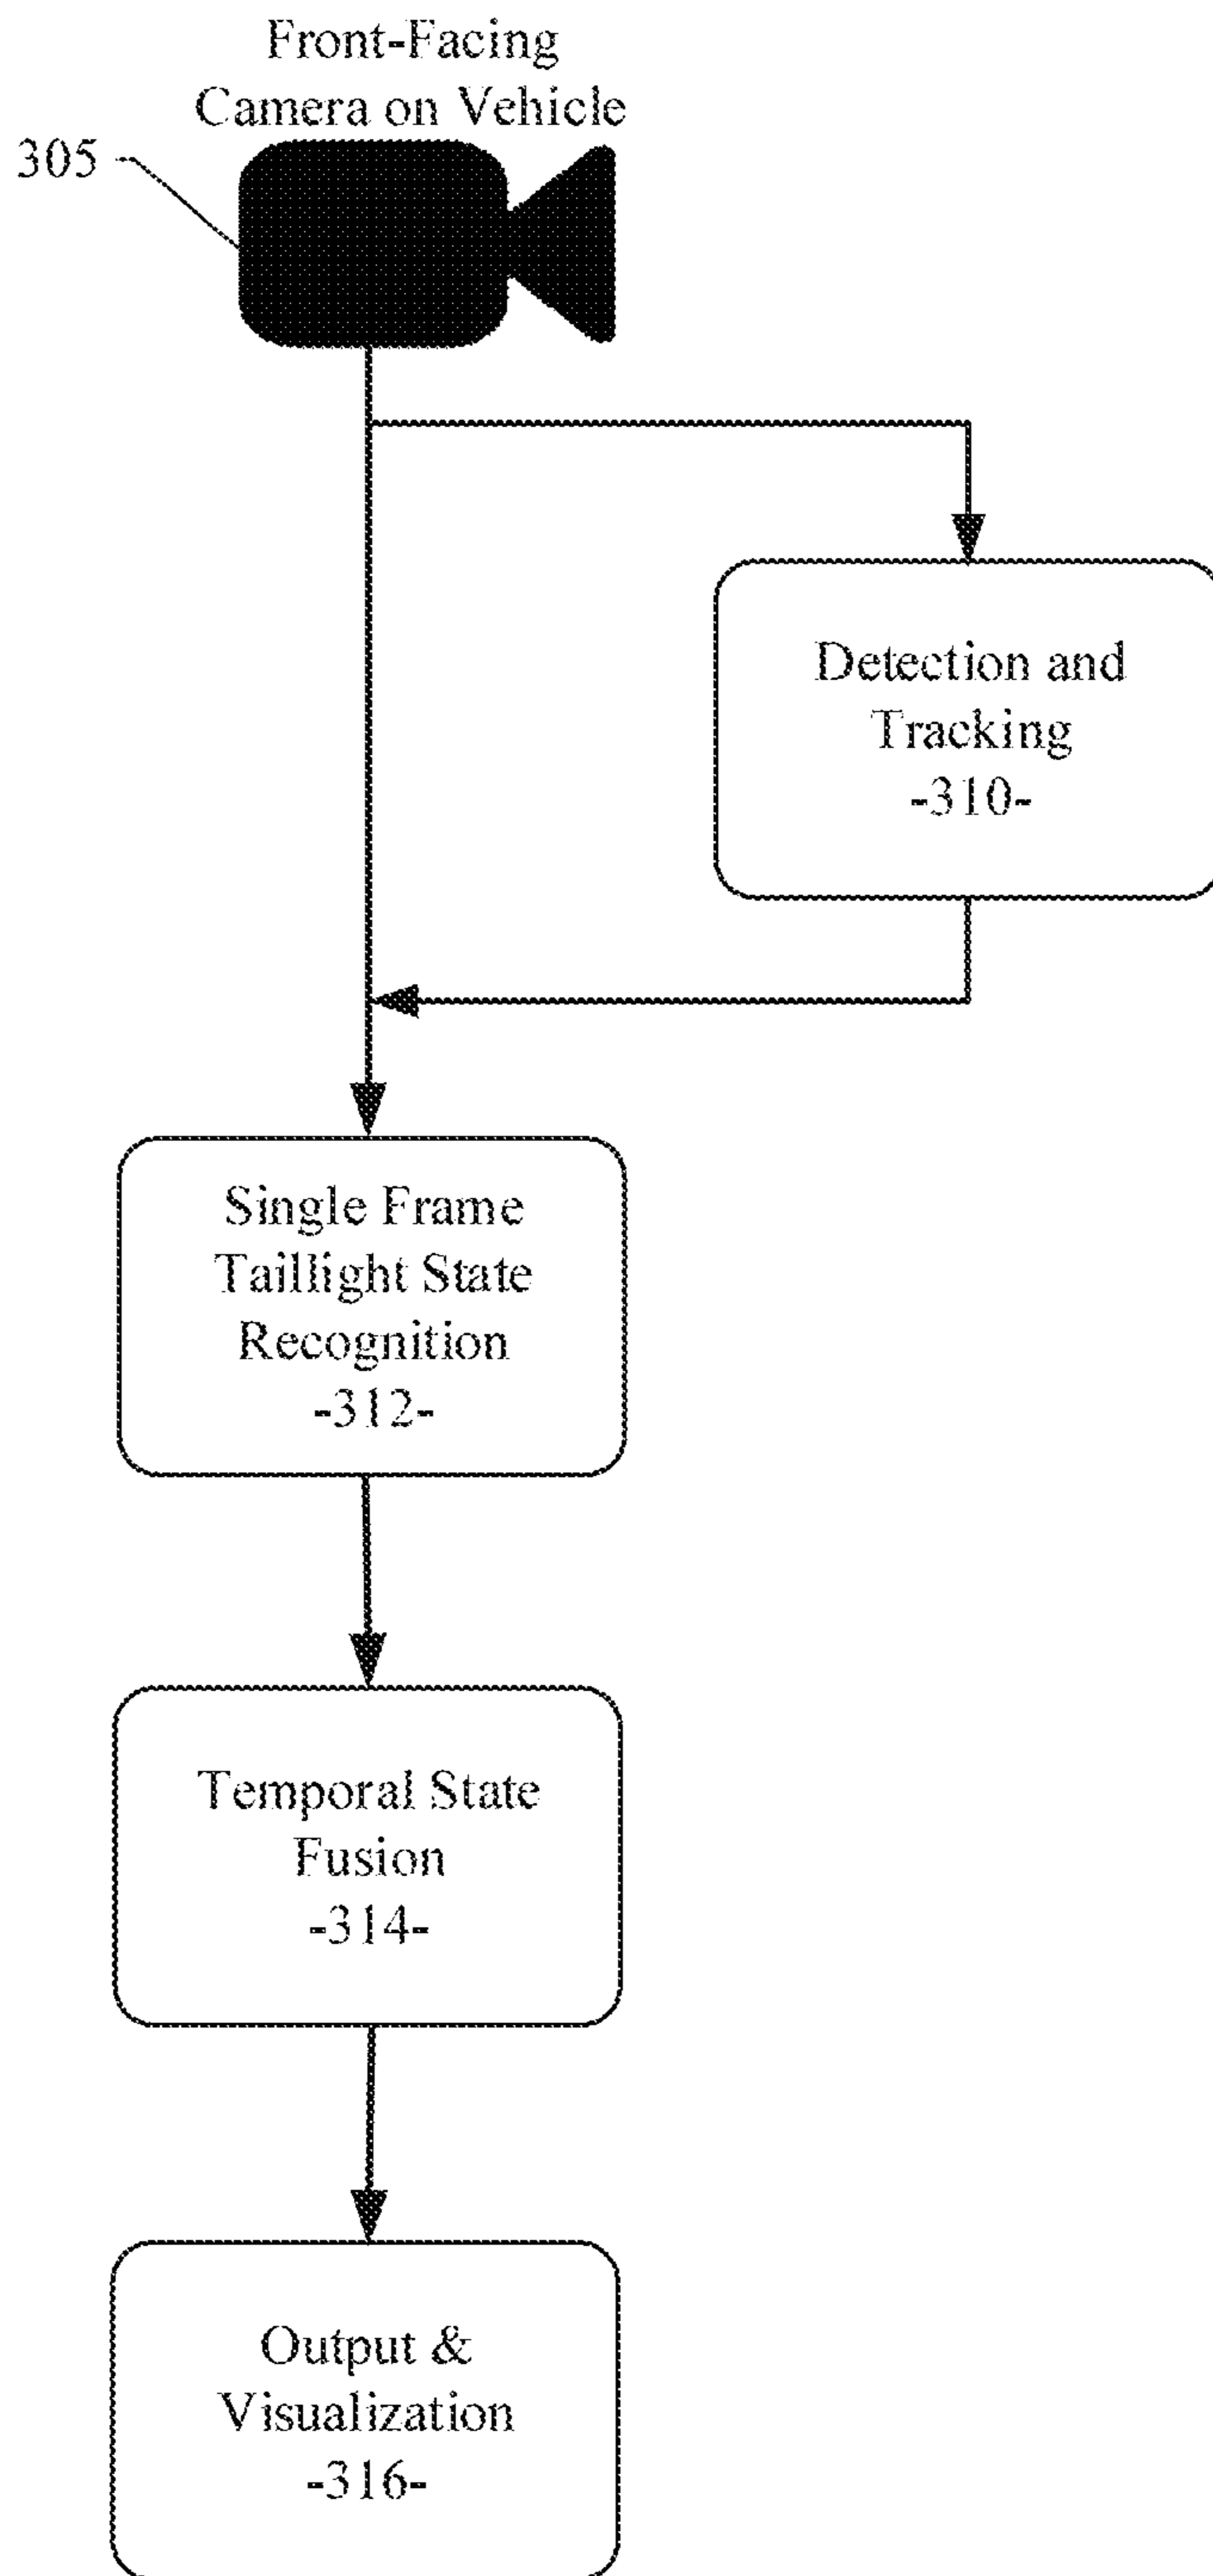 Front-Facing
Camera on Vehicle
305
Detection and
Tracking
-310-
Single Frame
Taillight State
Recognition
-312-
Temporal State
Fusion
-314-
Output &
Visualization
-316-